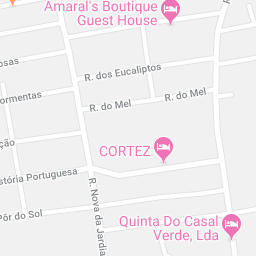 Amaral's Boutique
Guest House
osas
R. dos Eucaliptos
ormentas
R. do Mel
R. do Mel
ção
CORTEZ
stória Portuguesa
R. Nova da Jardia
Pôr do Sol
Quinta Do Casal
Verde, Lda